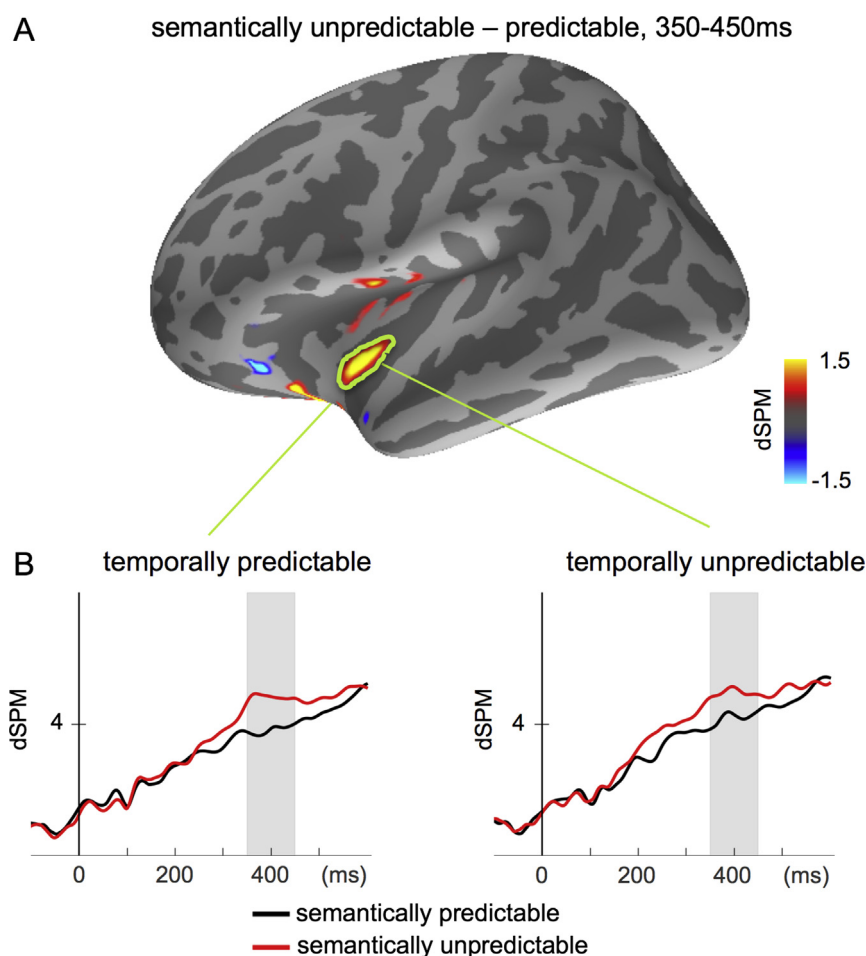 A
semantically unpredictable – predictable, 350-450ms
1.5
dSPM
-1.5
B
temporally predictable
temporally unpredictable
dSPM
4
0
200
400
(ms)
dSPM
4
0
200
400
(ms)
semantically predictable
semantically unpredictable